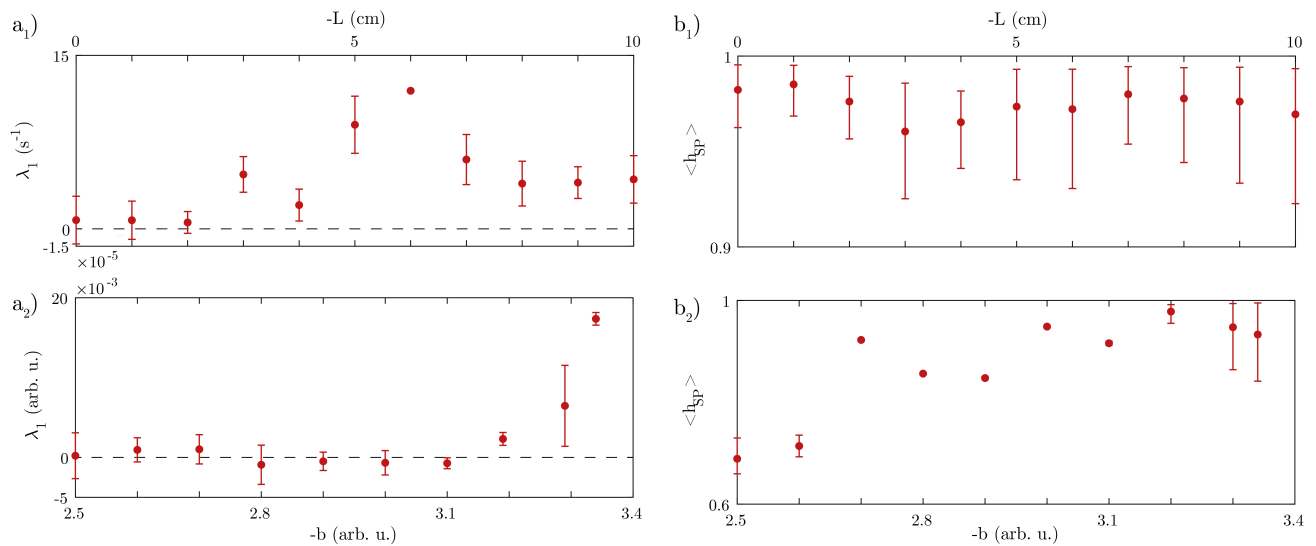 a1)
-L (cm)
0 5 10
15
0
-1.5
λ1 (s-1)
×10-5
b1)
-L (cm)
0 5 10
1
0.9
<hSP>
a2)
×10-3
20
0
-5
λ1 (arb. u.)
2.5 2.8 3.1 3.4
-b (arb. u.)
b2)
1
0.6
<hSP>
2.5 2.8 3.1 3.4
-b (arb. u.)